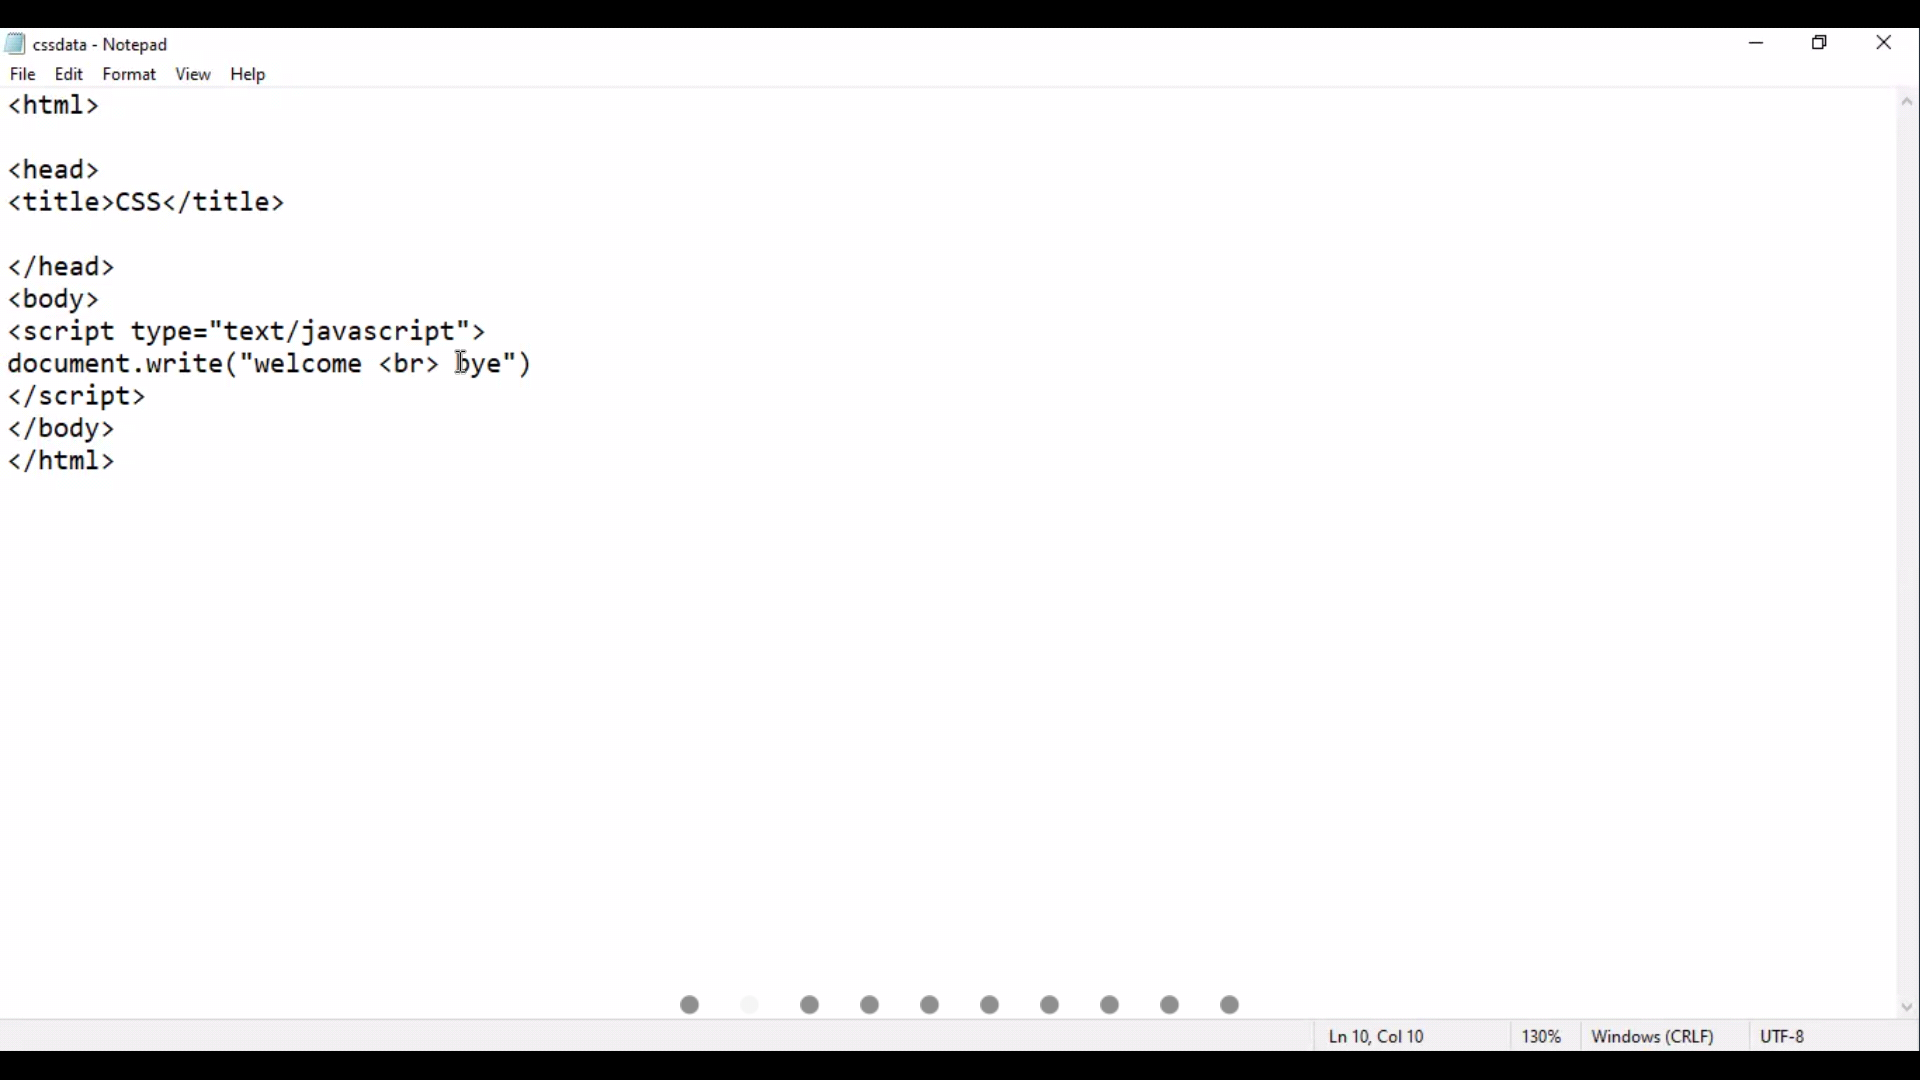 cssdata - Notepad
File Edit Format View Help
<html>
<head>
<title>CSS</title>
</head>
<body>
<script type="text/javascript">
document.write("welcome <br> bye")
</script>
</body>
</html>
Ln 10, Col 10 130% Windows (CRLF) UTF-8